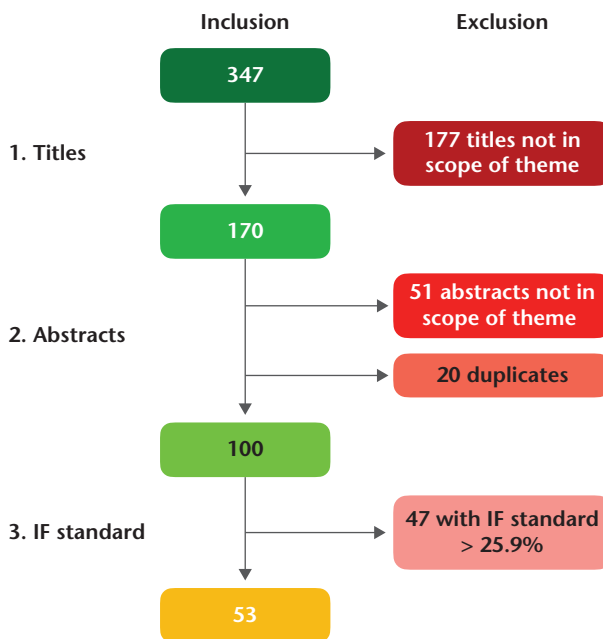 Inclusion
Exclusion
347
1. Titles
177 titles not in
scope of theme
170
51 abstracts not in
scope of theme
2. Abstracts
20 duplicates
100
3. IF standard
47 with IF standard
> 25.9%
53